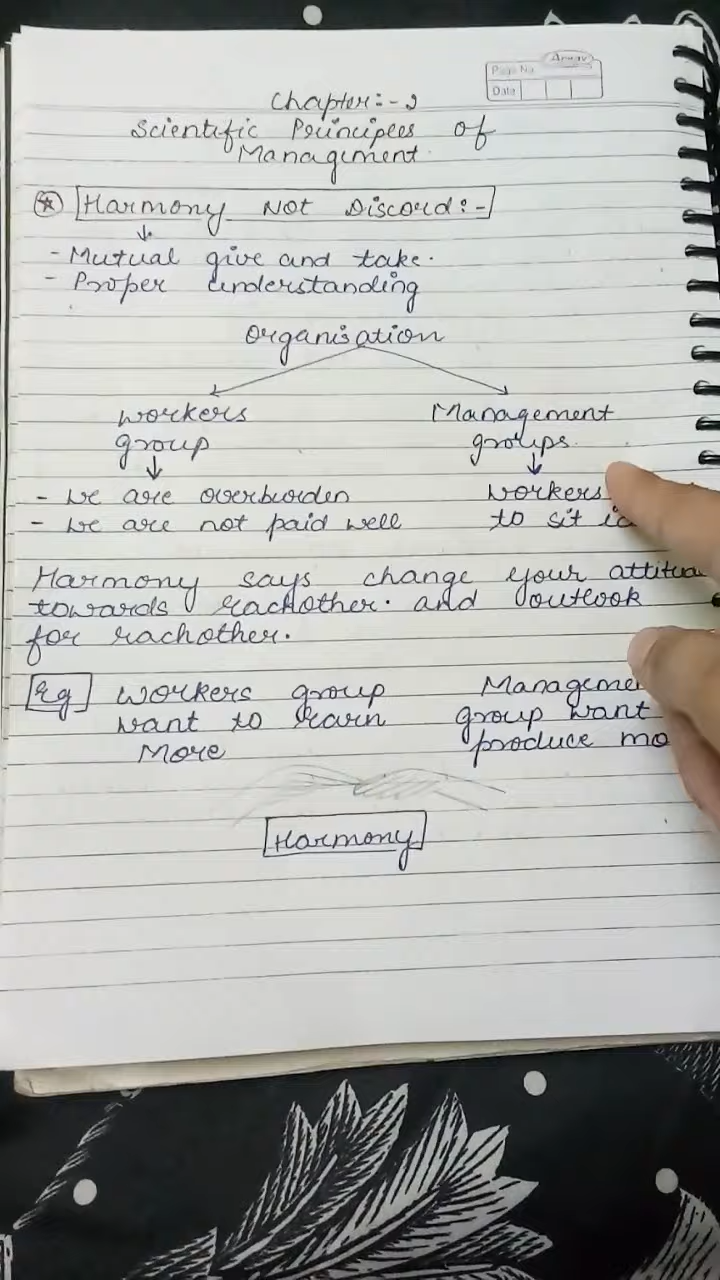 Arnav
Page No.
Date
Chapter:- 2
Scientific Principles of
Management.
Harmony Not Discord:-
- Mutual give and take.
- Proper understanding
Organisation
Workers group
- we are overburden
- we are not paid well
Management groups.
Workers
to sit
Harmony says change your
towards eachother. and outlook
for eachother.
Eg
Workers group
want to earn
More
group want
produce
Harmony